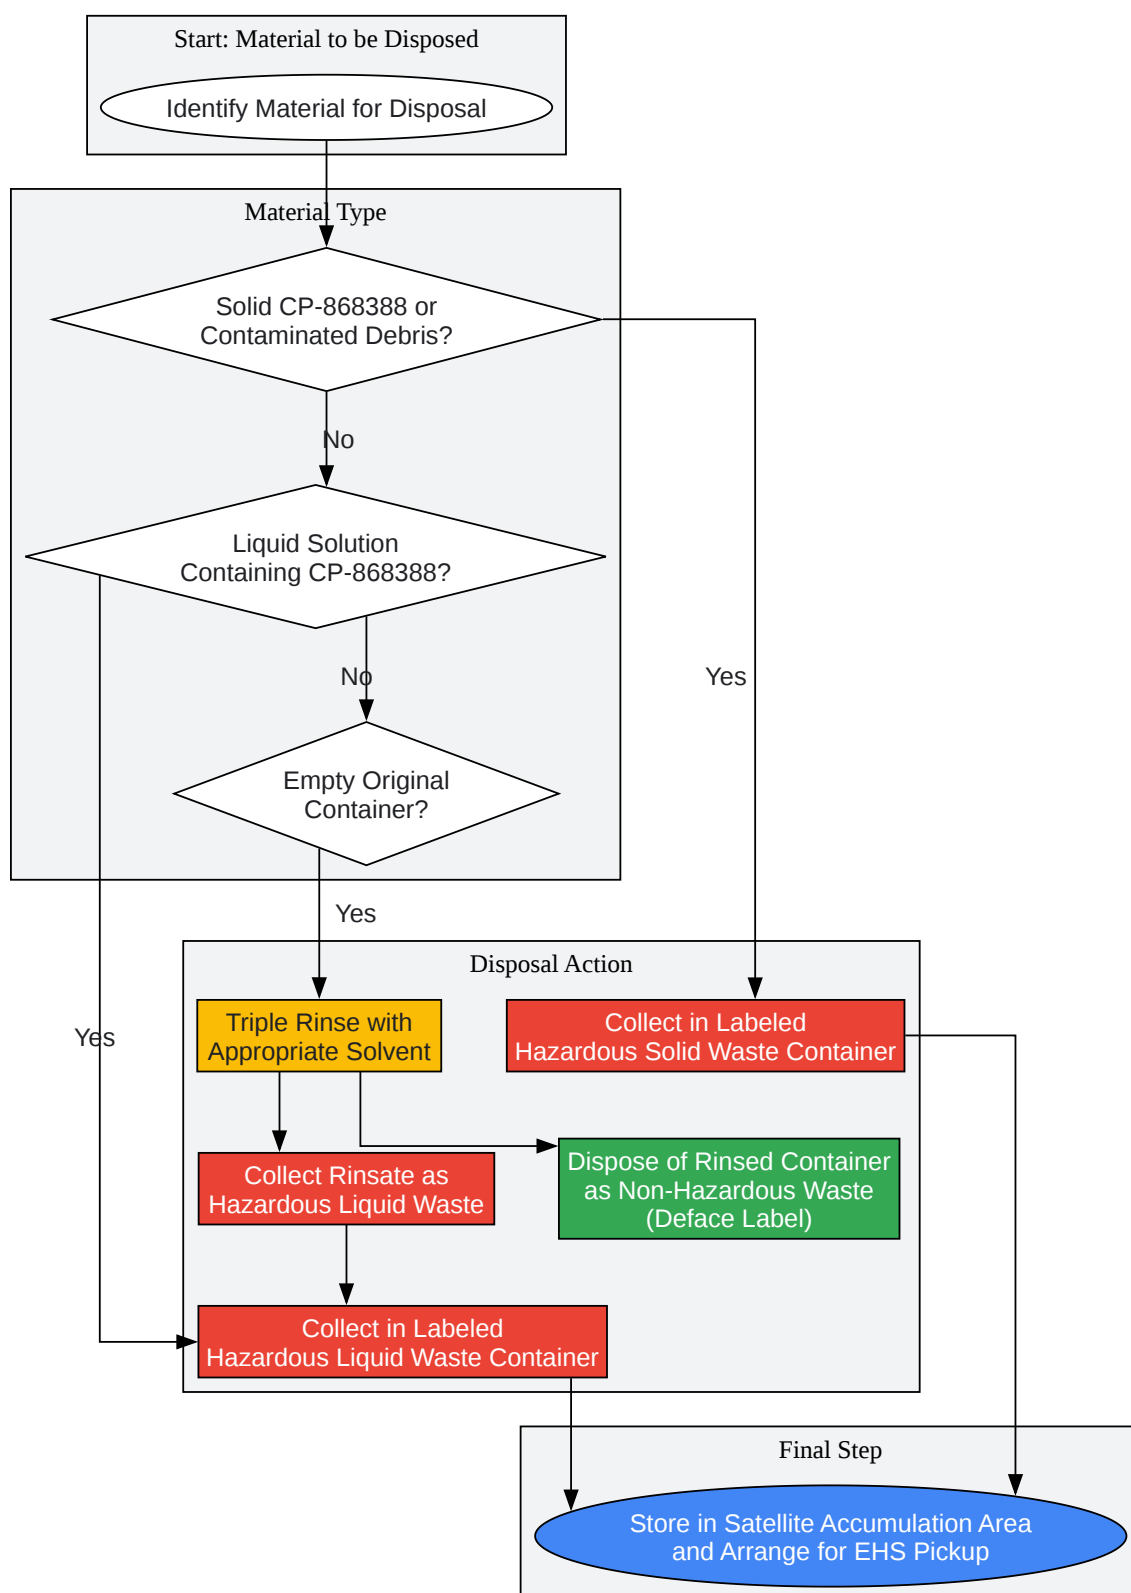 Start: Material to be Disposed
Identify Material for Disposal
Material Type
Solid CP-868388 or
Contaminated Debris?
No
Liquid Solution
Containing CP-868388?
No
Yes
Empty Original
Container?
Yes
Disposal Action
Yes
Triple Rinse with
Appropriate Solvent
Collect in Labeled
Hazardous Solid Waste Container
Collect Rinsate as
Hazardous Liquid Waste
Dispose of Rinsed Container
as Non-Hazardous Waste
(Deface Label)
Collect in Labeled
Hazardous Liquid Waste Container
Final Step
Store in Satellite Accumulation Area
and Arrange for EHS Pickup